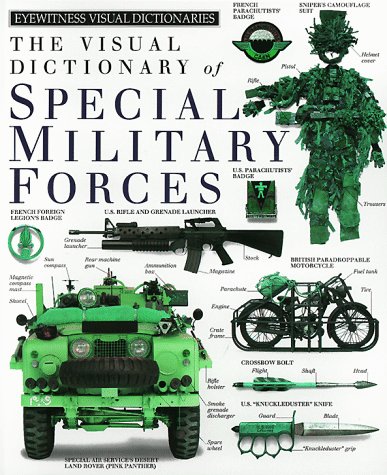 EYEWITNESS VISUAL DICTIONARIES
THE VISUAL
DICTIONARY of
SPECIAL
MILITARY
FORCES
FRENCH
PARACHUTISTS'
BADGE
SNIPER'S CAMOUFLAGE
SUIT
Helmet
cover
Rifle
Pistol
Trousers
U.S. PARACHUTISTS'
BADGE
FRENCH FOREIGN
LEGION'S BADGE
U.S. RIFLE AND GRENADE LAUNCHER
Grenade
launcher
Magazine
Stock
Sun
compass
Rear machine
gun
Ammunition
box
Magnetic
compass mast
Shovel
BRITISH PARADROPPABLE
MOTORCYCLE
Parachute
Fuel tank
Tire
Engine
Crate
frame
CROSSBOW BOLT
Flight
Shaft
Head
Rifle
holster
Smoke
grenade
discharger
Spare
wheel
U.S. "KNUCKLEDUSTER" KNIFE
Guard
Blade
"Knuckleduster" grip
SPECIAL AIR SERVICE'S DESERT
LAND ROVER (PINK PANTHER)